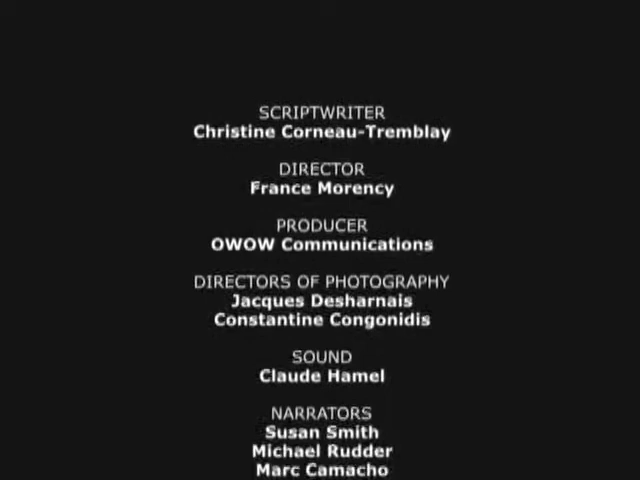 SCRIPTWRITER
Christine Corneau-Tremblay
DIRECTOR
France Morency
PRODUCER
OWOW Communications
DIRECTORS OF PHOTOGRAPHY
Jacques Desharnais
Constantine Congonidis
SOUND
Claude Hamel
NARRATORS
Susan Smith
Michael Rudder
Marc Camacho